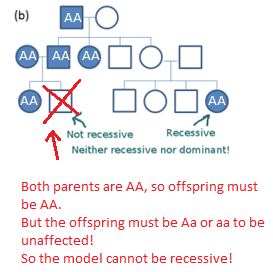 (b)
AA
AA AA AA
AA AA
Not recessive Recessive
Neither recessive nor dominant!
Both parents are AA, so offspring must
be AA.
But the offspring must be Aa or aa to be
unaffected!
So the model cannot be recessive!